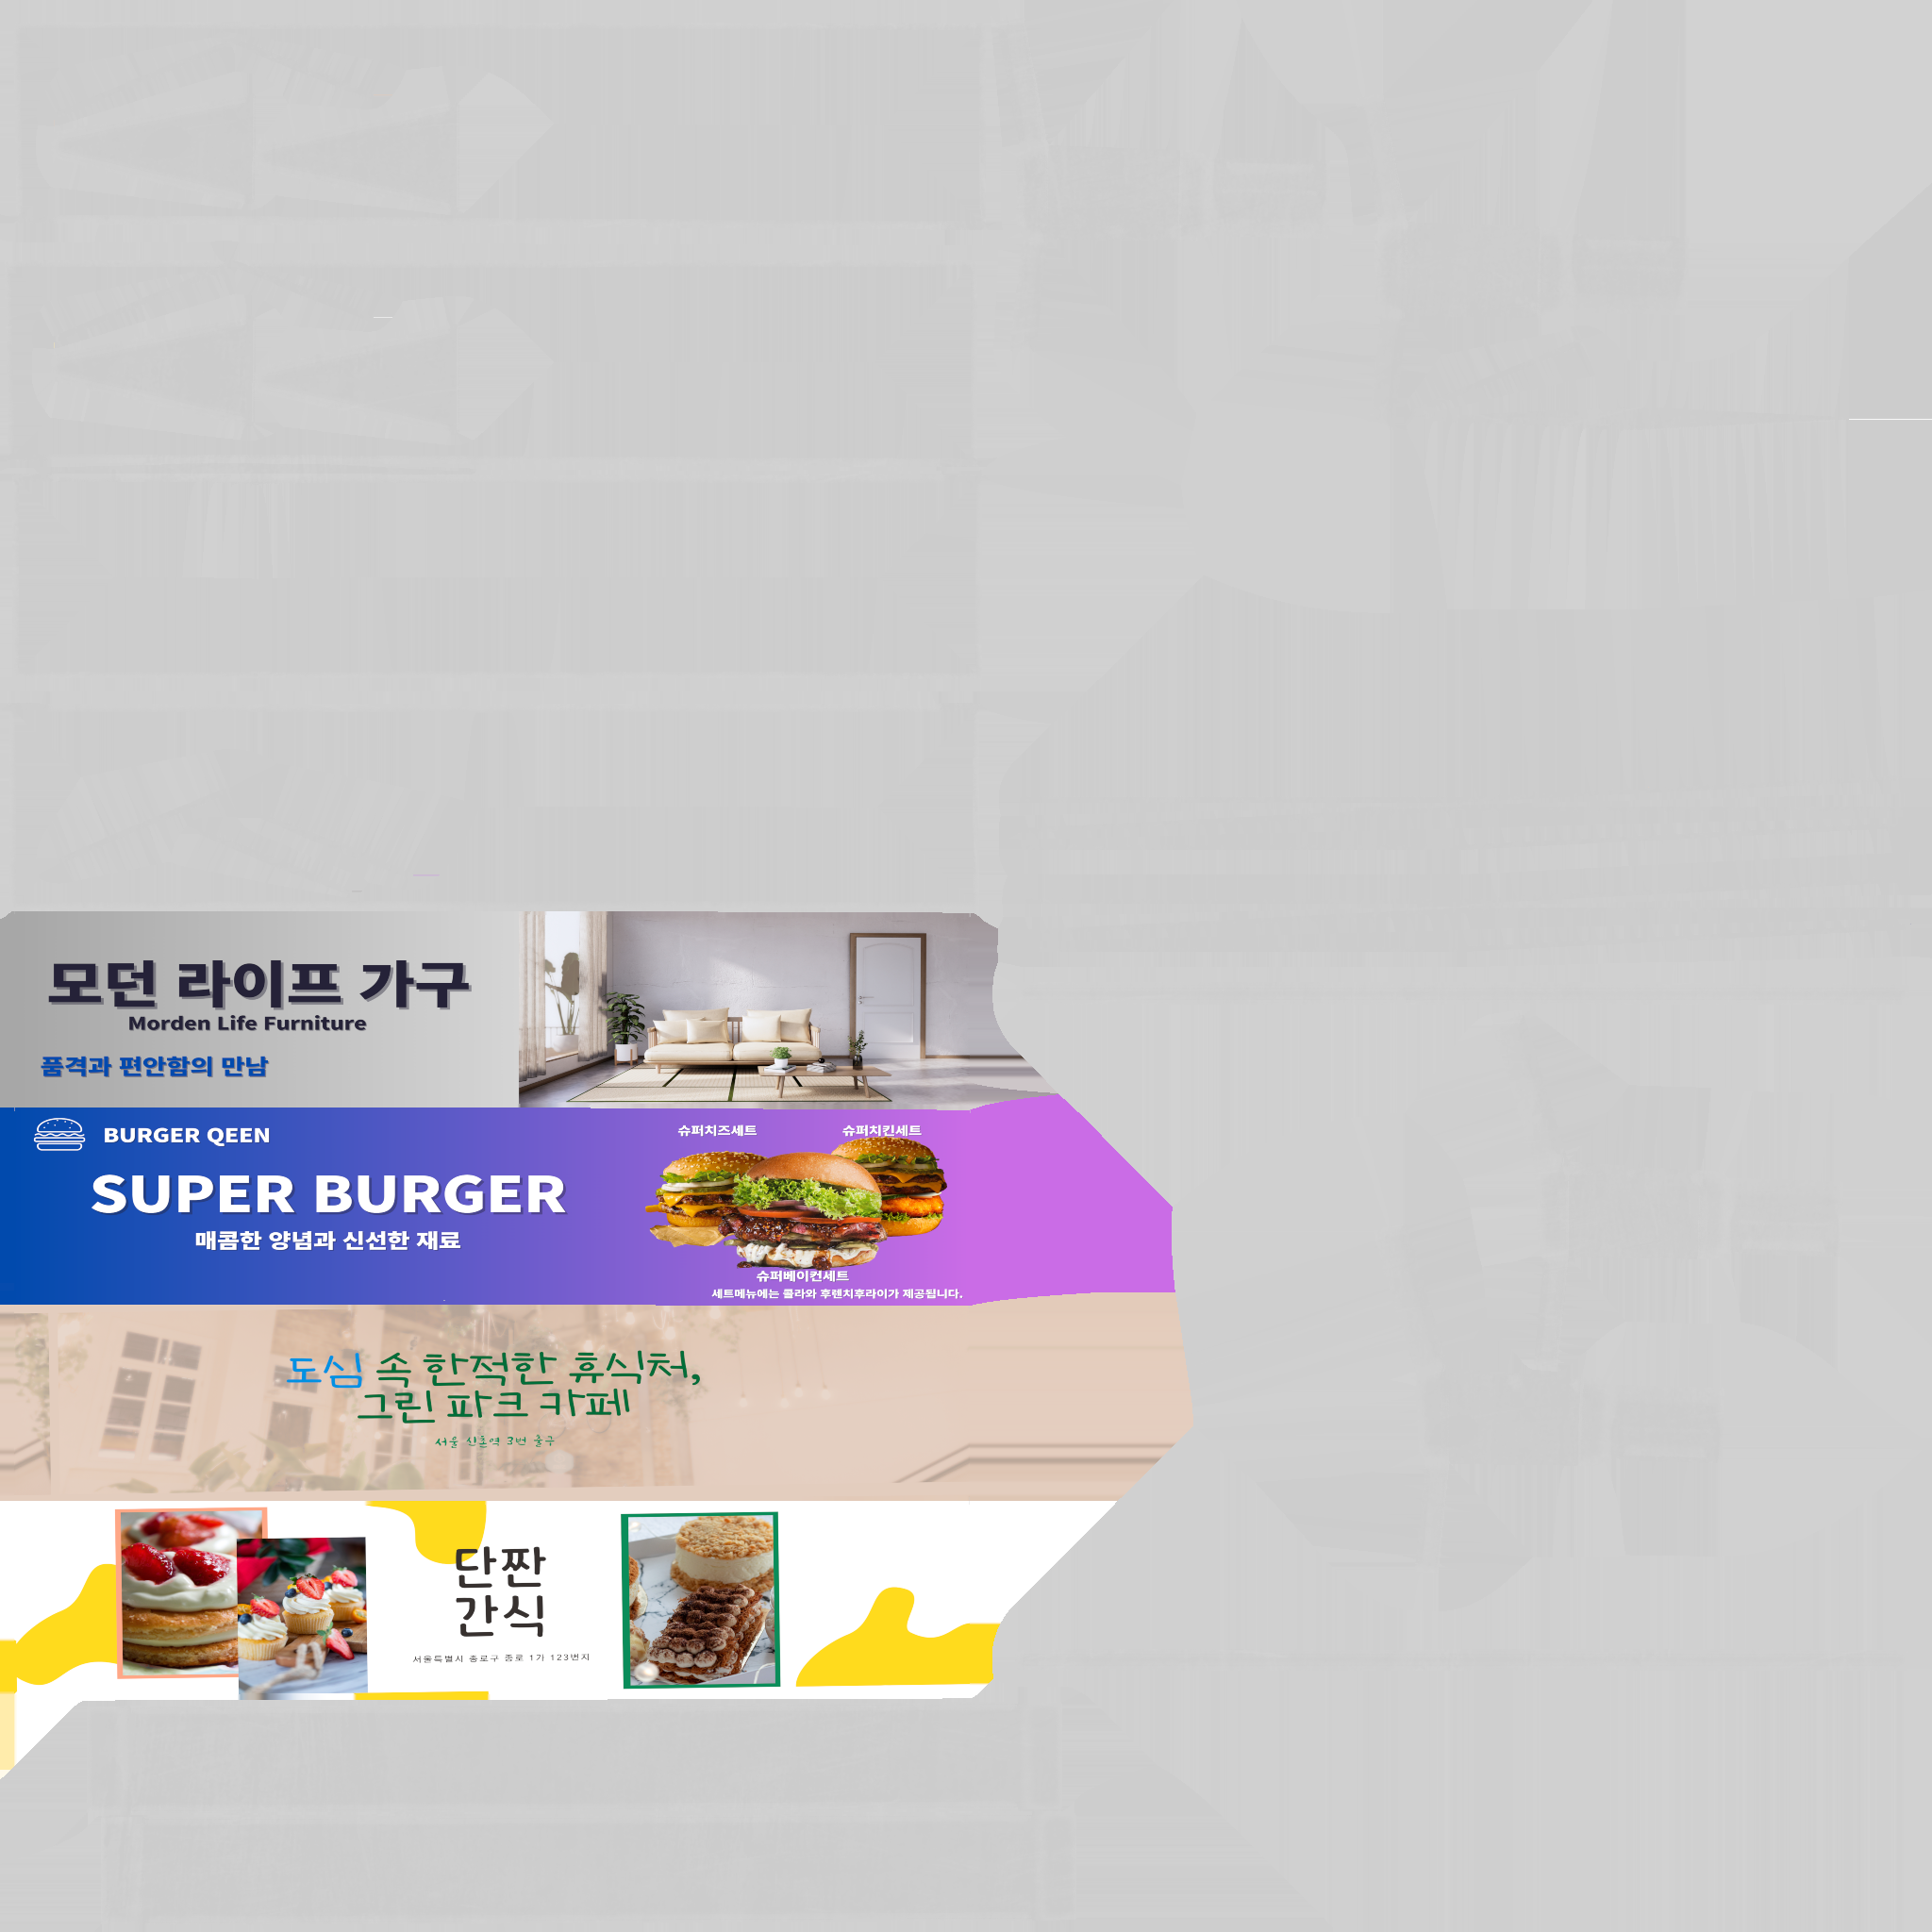 모던 라이프 가구
Morden Life Furniture
품격과 편안함의 만남
BURGER QEEN
SUPER BURGER
매콤한 양념과 신선한 재료
슈퍼치즈세트
슈퍼치킨세트
슈퍼베이컨세트
세트메뉴에는 콜라와 후렌치후라이가 제공됩니다.
도심 속 한적한 휴식처,
그린 파크 카페
서울 신촌역 3번 출구
단짠
간식
서울특별시 종로구 종로 1가 123번지